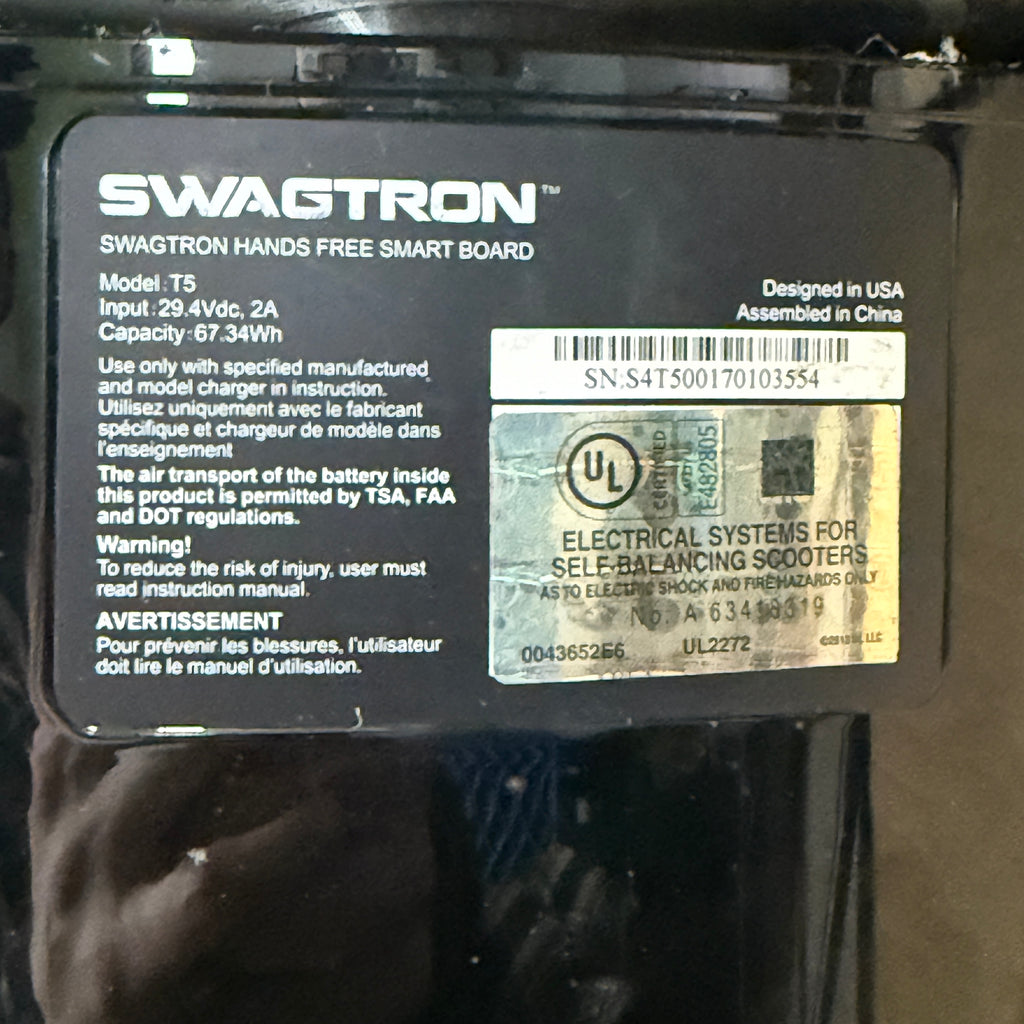 SWAGTRON™
SWAGTRON HANDS FREE SMART BOARD
Model:T5
Input:29.4Vdc, 2A
Capacity:67.34Wh
Use only with specified manufactured
and model charger in instruction.
Utilisez uniquement avec le fabricant
spécifique et chargeur de modèle dans
l'enseignement
The air transport of the battery inside
this product is permitted by TSA, FAA
and DOT regulations.
Warning!
To reduce the risk of injury, user must
read instruction manual.
AVERTISSEMENT
Pour prévenir les blessures, l'utilisateur
doit lire le manuel d'utilisation.
Designed in USA
Assembled in China
SN:S4T500170103554
UL
CERTIFIED
E482805
ELECTRICAL SYSTEMS FOR
SELF-BALANCING SCOOTERS
AS TO ELECTRIC SHOCK AND FIRE HAZARDS ONLY
No. A
0043652E6 UL2272